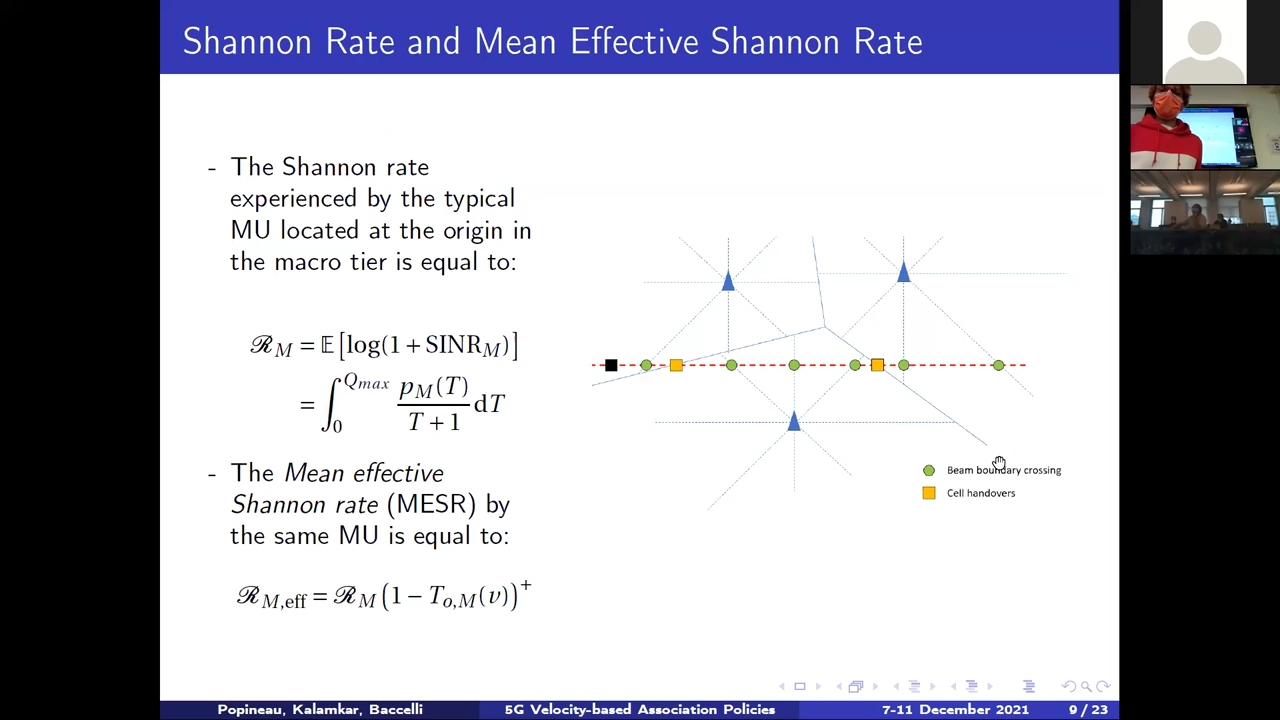 Shannon Rate and Mean Effective Shannon Rate
- The Shannon rate
experienced by the typical
MU located at the origin in
the macro tier is equal to:
ℛ_M = 𝔼[log(1 + SINR_M)]
= ∫_0^{Q_max} p_M(T) / (T + 1) dT
- The Mean effective
Shannon rate (MESR) by
the same MU is equal to:
ℛ_{M,eff} = ℛ_M (1 − T_{o,M}(v))^+
Beam boundary crossing
Cell handovers
Popineau, Kalamkar, Baccelli
5G Velocity-based Association Policies
7-11 December 2021
9 / 23